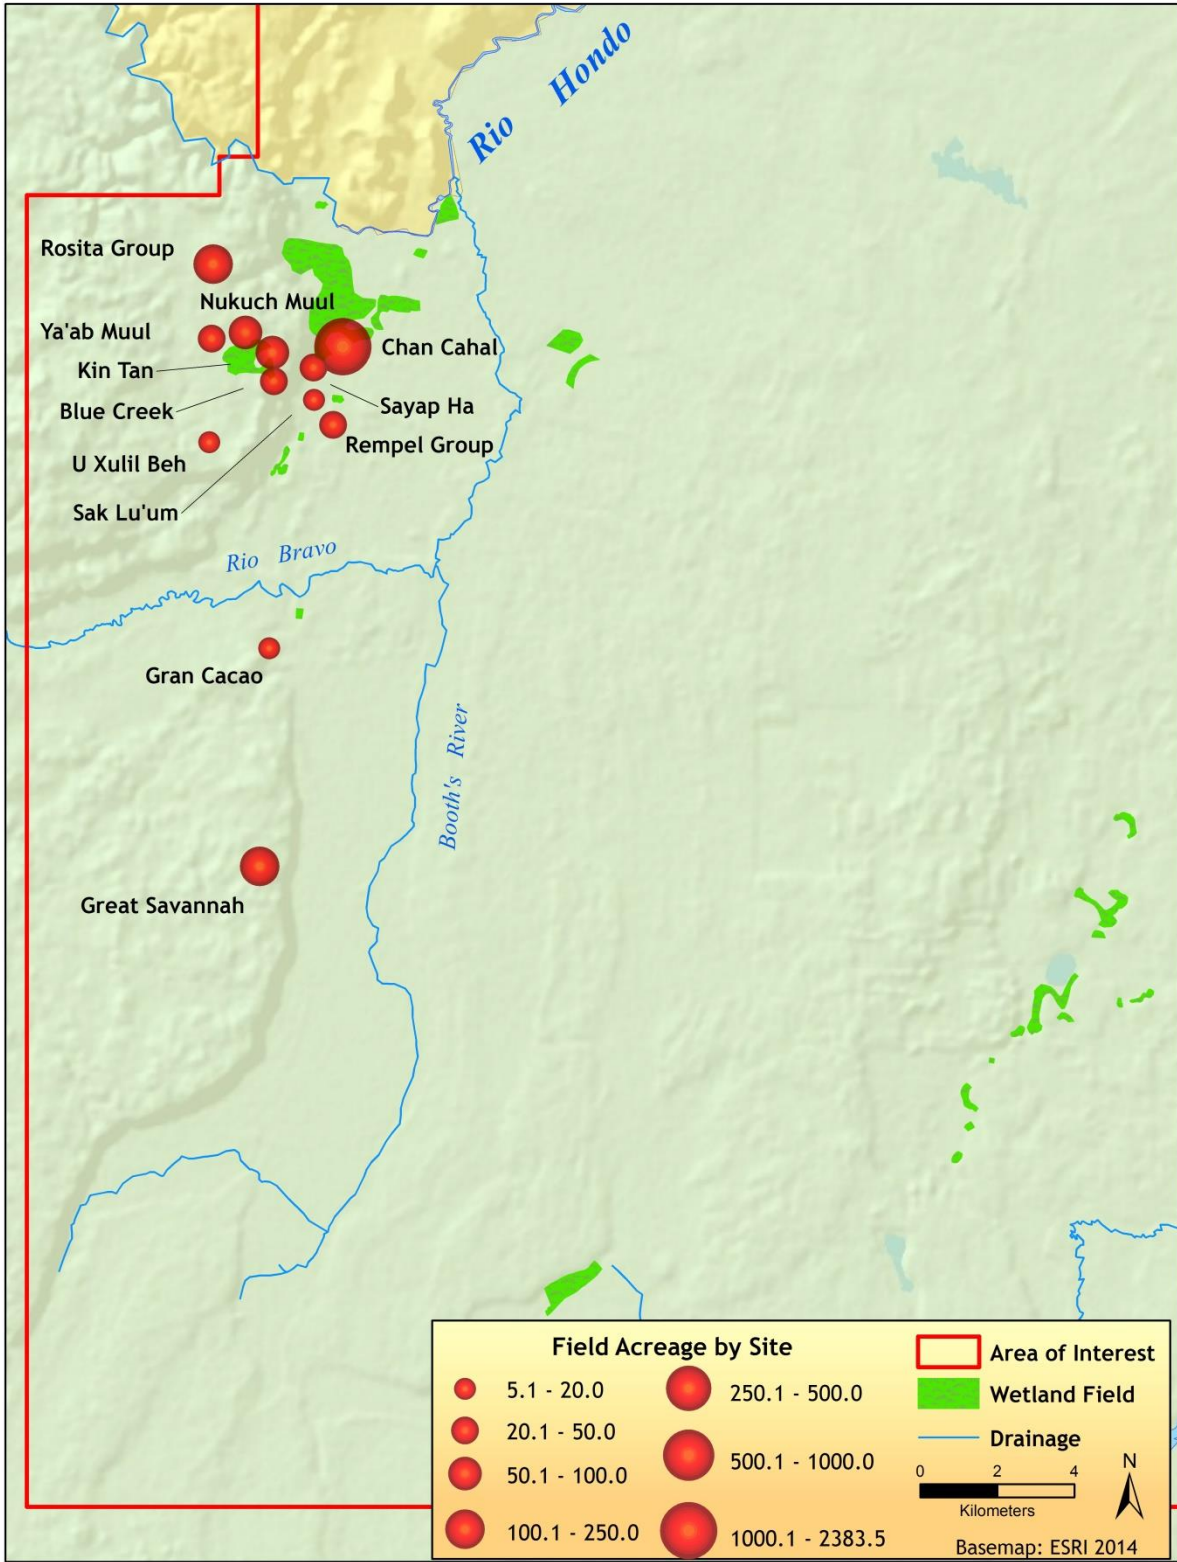 Rio Hondo
Rosita Group
Nukuch Muul
Ya'ab Muul
Chan Cahal
Kin Tan
Blue Creek
Sayap Ha
Rempel Group
U Xulil Beh
Sak Lu'um
Rio Bravo
Gran Cacao
Booth's River
Great Savannah
Field Acreage by Site
5.1 - 20.0
20.1 - 50.0
50.1 - 100.0
100.1 - 250.0
250.1 - 500.0
500.1 - 1000.0
1000.1 - 2383.5
Area of Interest
Wetland Field
Drainage
0 2 4
Kilometers
N
Basemap: ESRI 2014